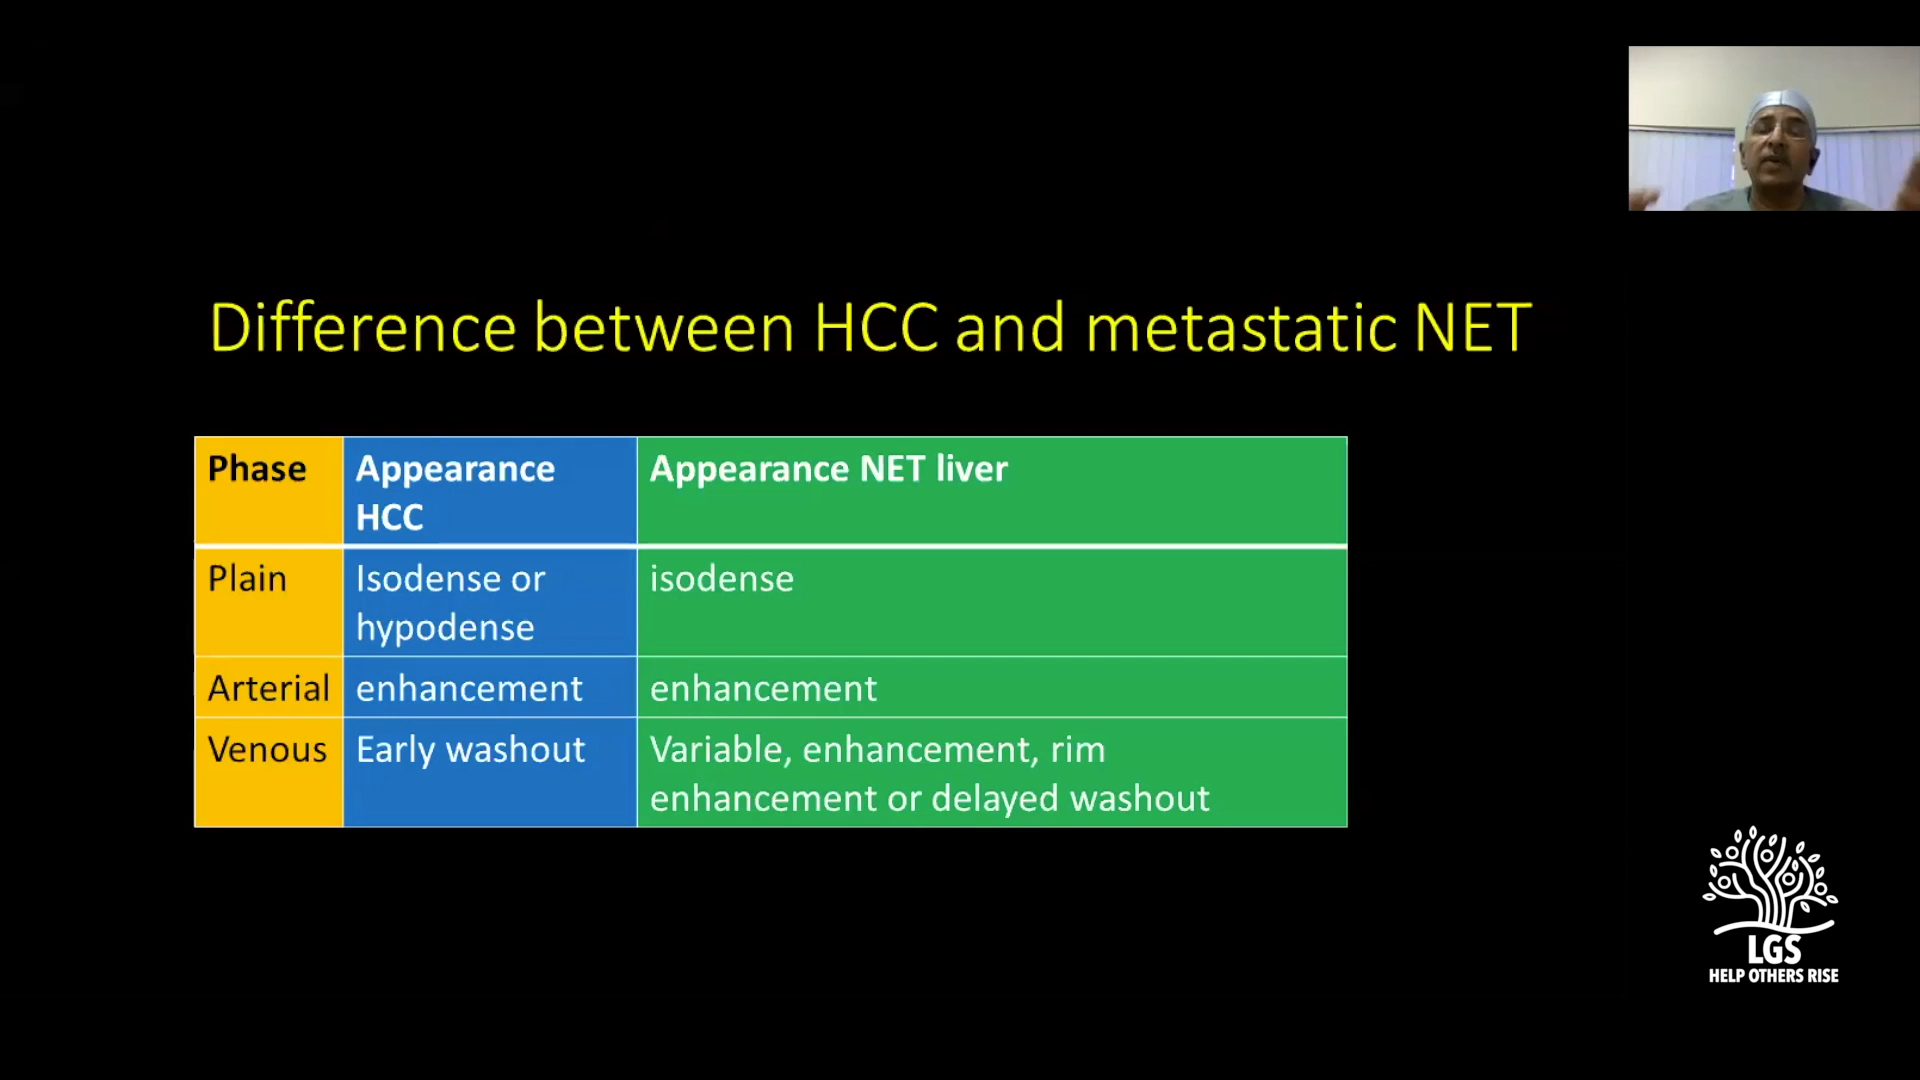 Difference between HCC and metastatic NET
Phase
Appearance
HCC
Appearance NET liver
Plain
Isodense or
hypodense
isodense
Arterial
enhancement
enhancement
Venous
Early washout
Variable, enhancement, rim
enhancement or delayed washout
LGS
HELP OTHERS RISE